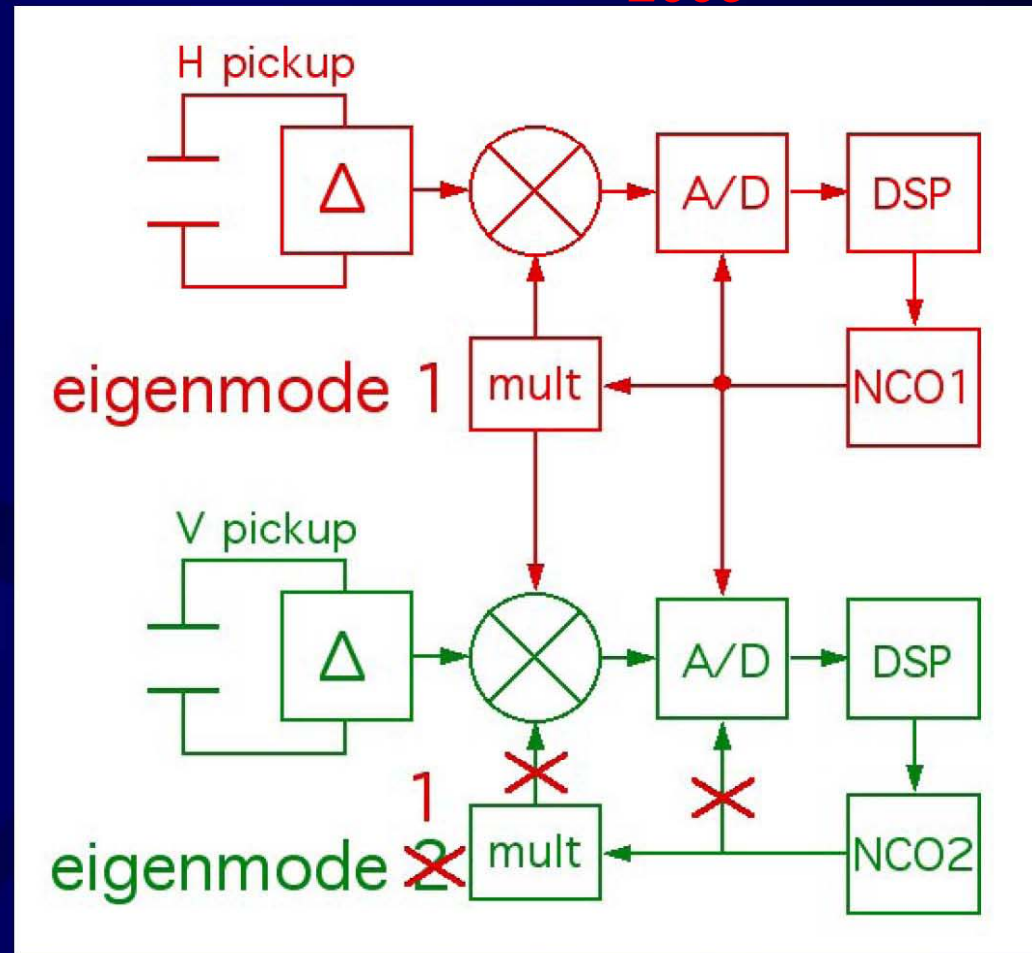 H pickup
Δ
A/D
DSP
eigenmode 1
mult
NCO1
V pickup
Δ
A/D
DSP
1
eigenmode 2
mult
NCO2